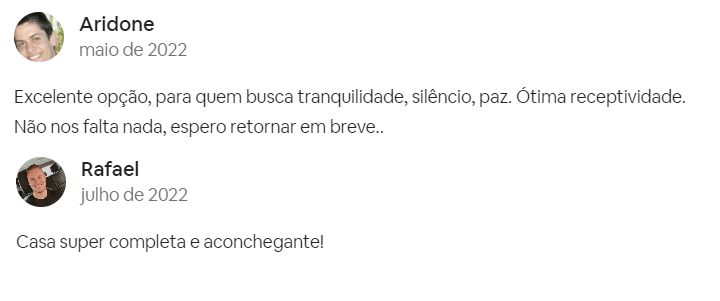 Aridone
maio de 2022
Excelente opção, para quem busca tranquilidade, silêncio, paz. Ótima receptividade.
Não nos falta nada, espero retornar em breve..
Rafael
julho de 2022
Casa super completa e aconchegante!